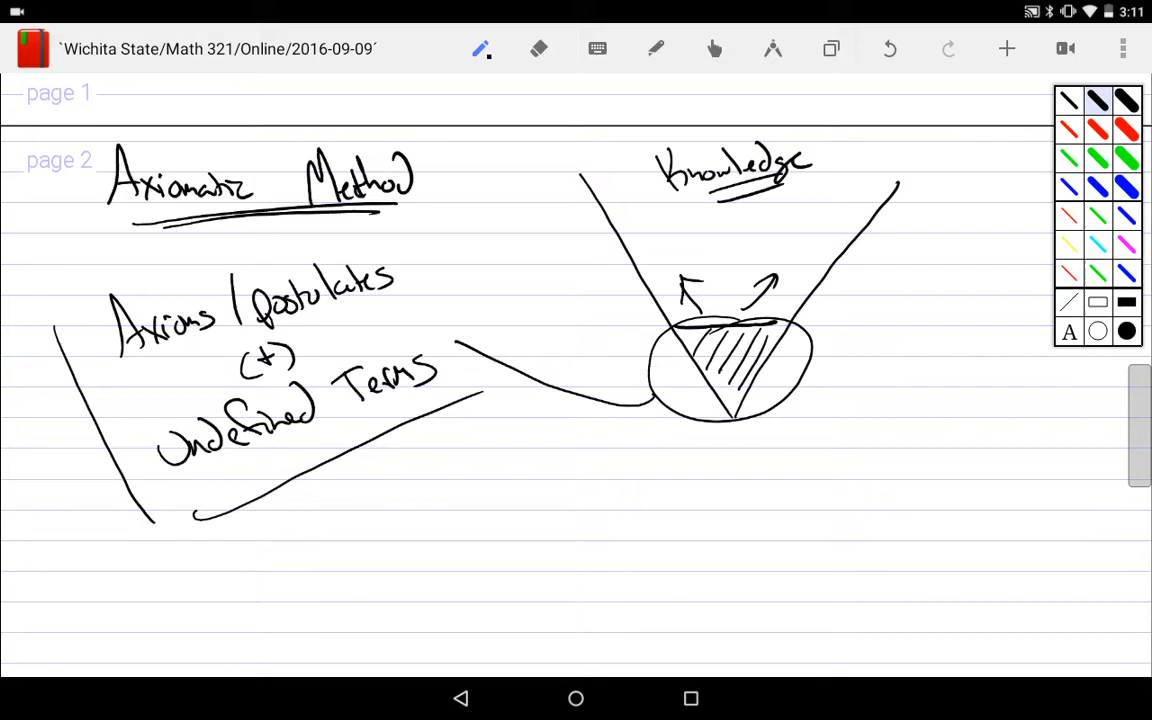 3:11
`Wichita State/Math 321/Online/2016-09-09´
page 1
page 2
Axiomatic Method
Knowledge
Axioms / postulates
(+)
undefined Terms
A